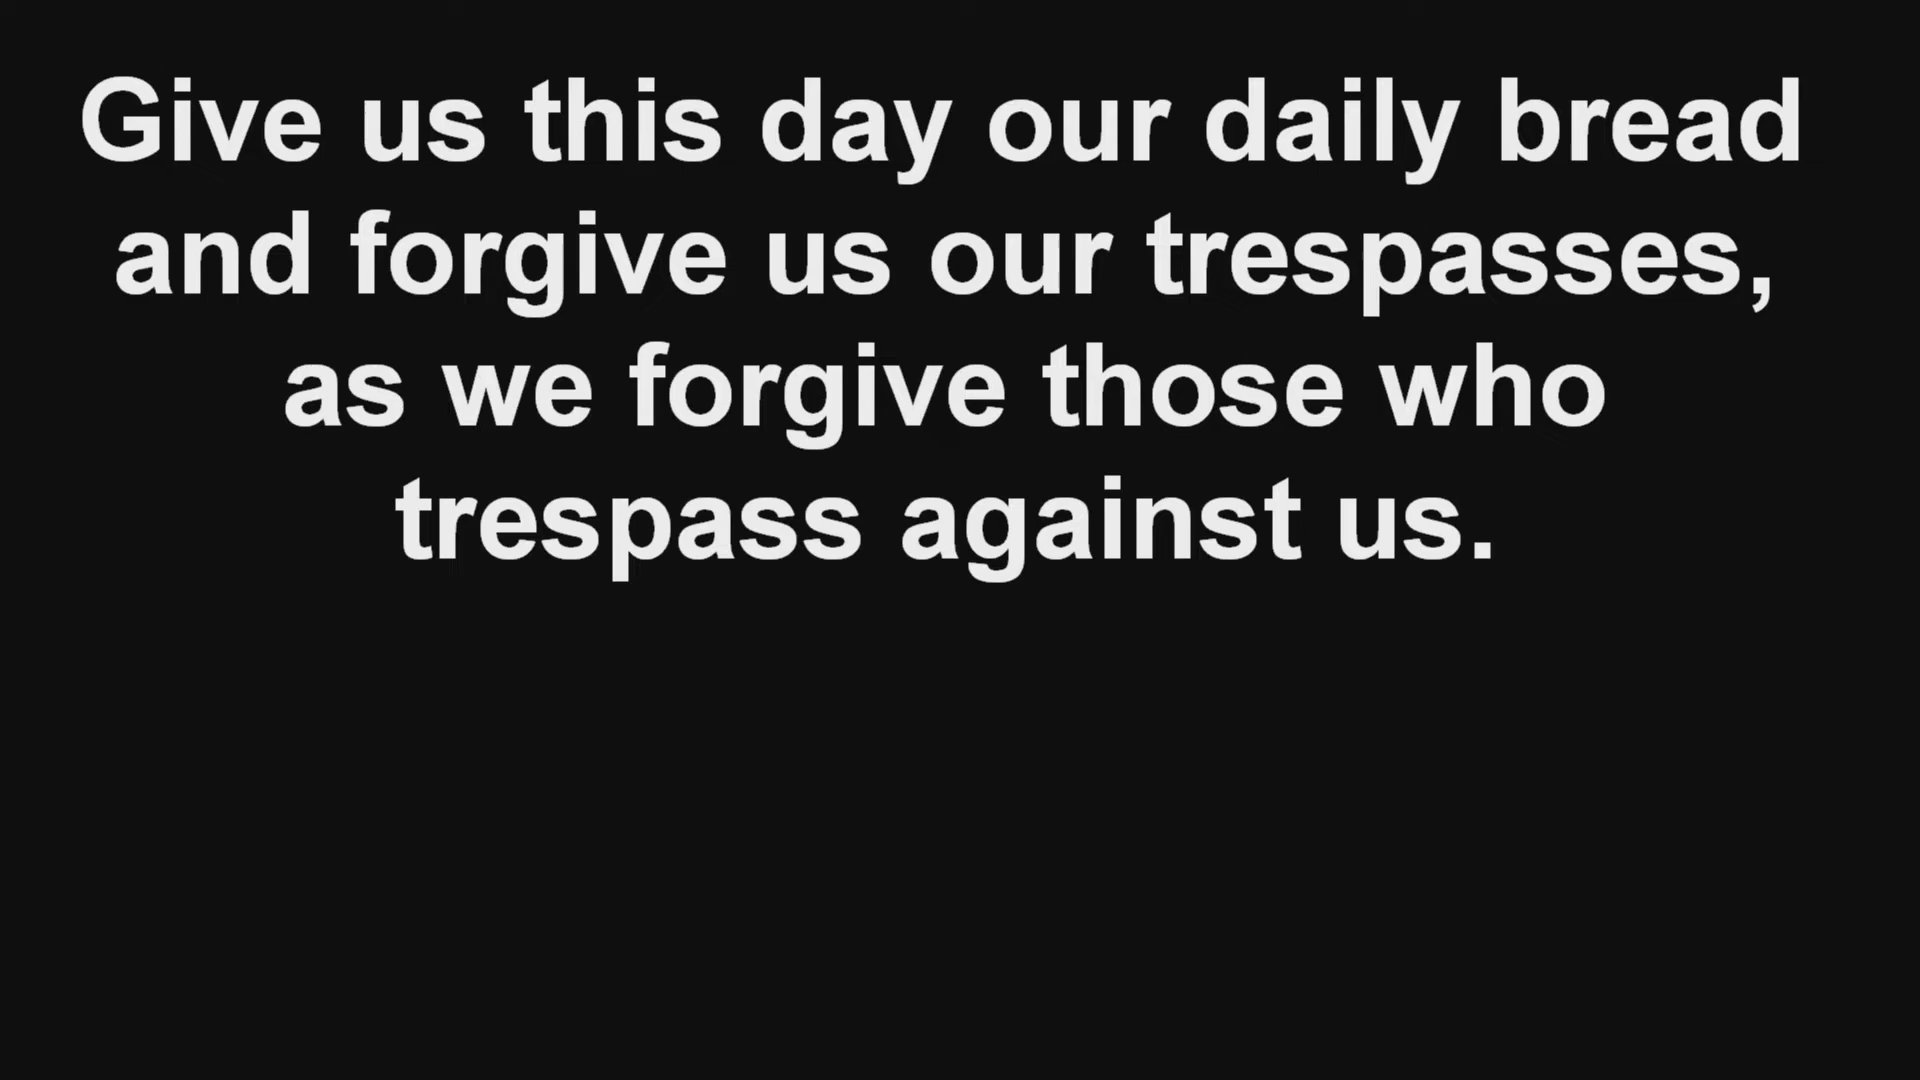 Give us this day our daily bread
and forgive us our trespasses,
as we forgive those who
trespass against us.